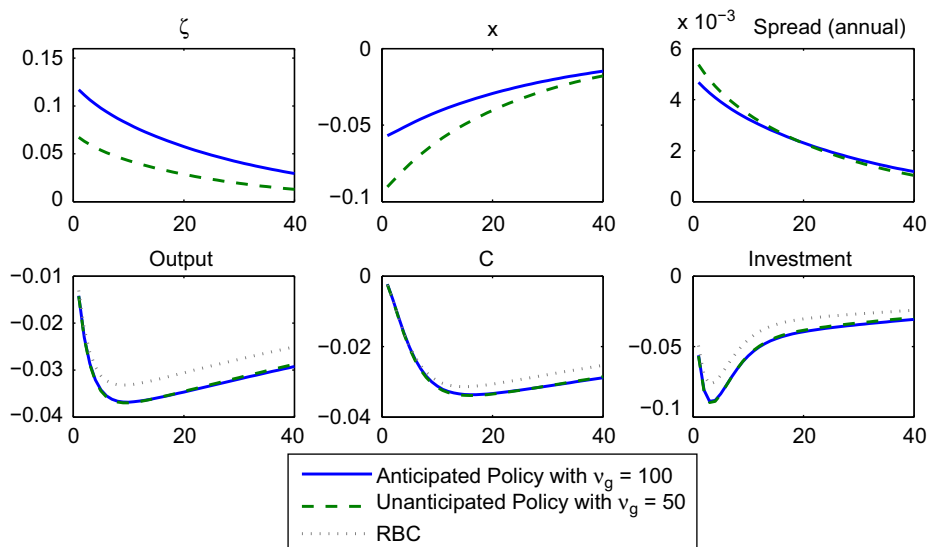 ζ
x
x 10⁻³ Spread (annual)
0.15
0.1
0.05
0
0 20 40
0
−0.05
−0.1
0 20 40
6
4
2
0
0 20 40
Output
C
Investment
−0.01
−0.02
−0.03
−0.04
0 20 40
0
−0.02
−0.04
0 20 40
0
−0.05
−0.1
0 20 40
Anticipated Policy with νg = 100
Unanticipated Policy with νg = 50
RBC